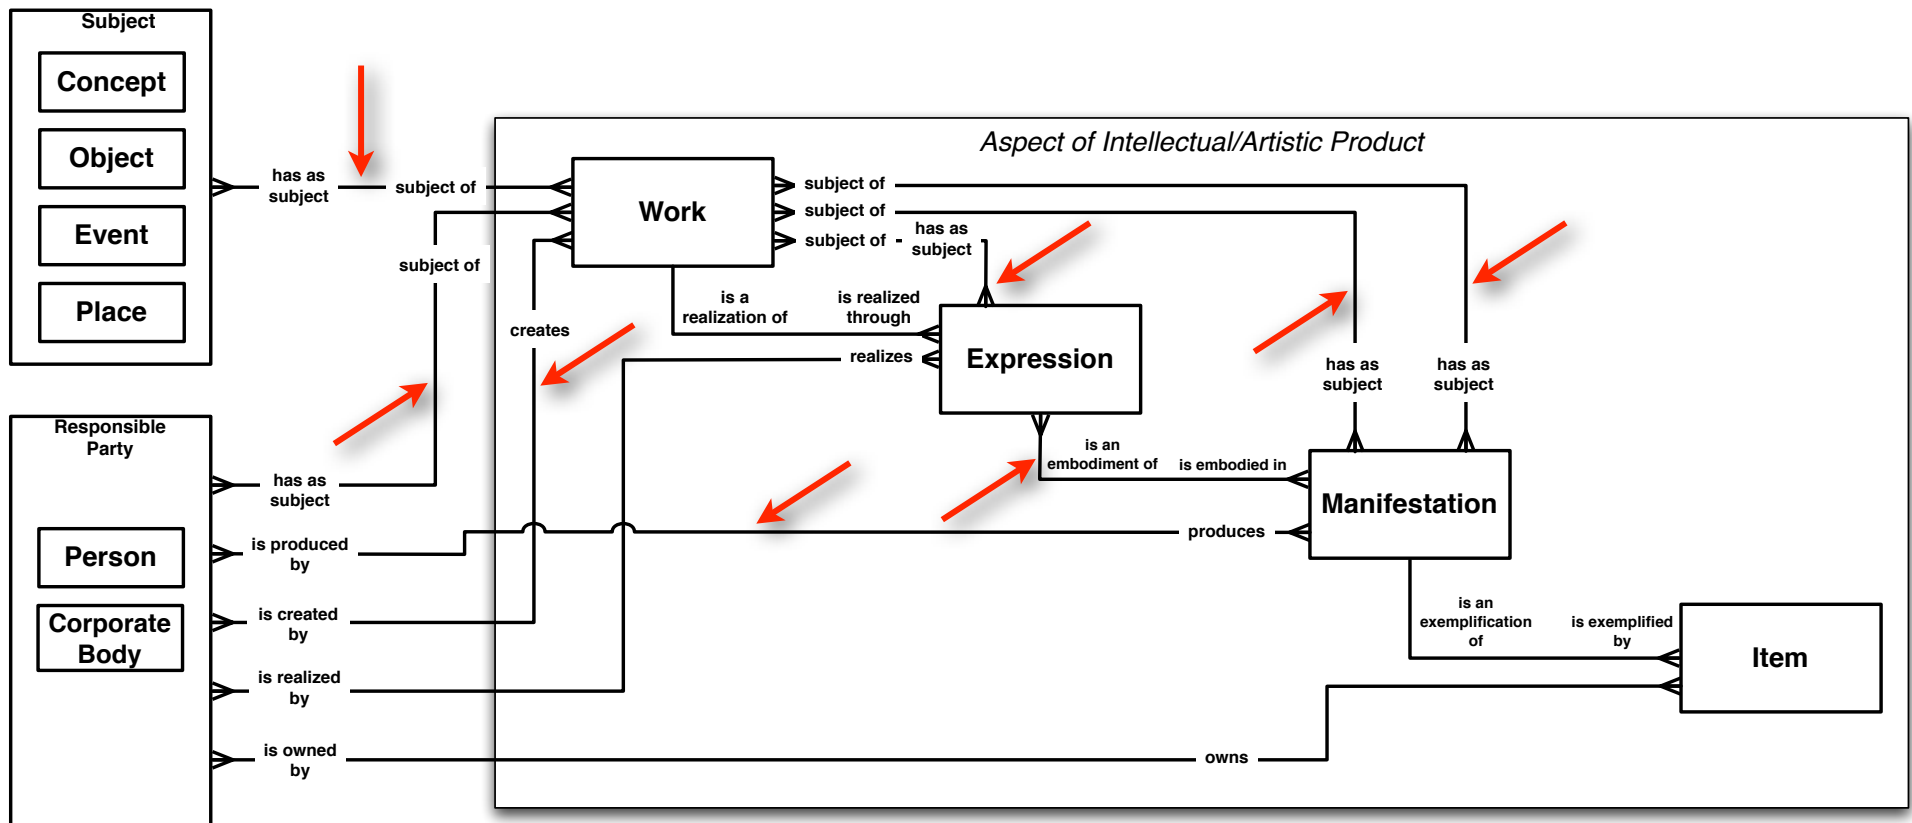 Subject
Concept
Object
Event
Place
has as
subject
subject of
subject of
Aspect of Intellectual/Artistic Product
Work
subject of
subject of
subject of
has as
subject
is a
realization of
is realized
through
creates
realizes
Expression
has as
subject
has as
subject
is an
embodiment of
is embodied in
Manifestation
produces
Responsible
Party
has as
subject
Person
is produced
by
Corporate
Body
is created
by
is realized
by
is owned
by
owns
is an
exemplification
of
is exemplified
by
Item